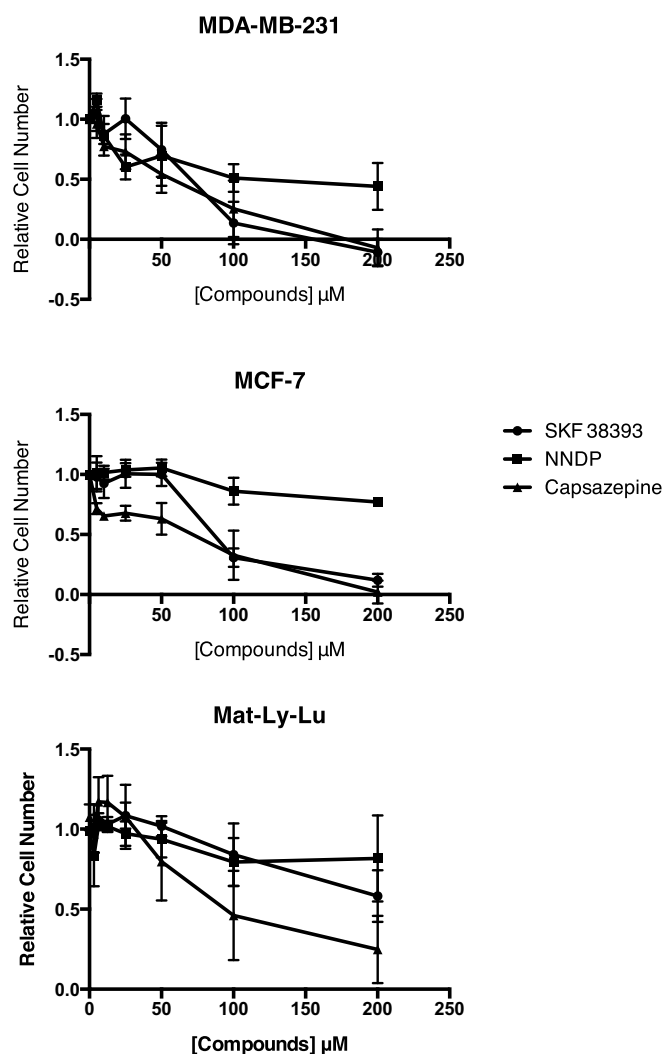 MDA-MB-231
1.5
1.0
0.5
0.0
-0.5
Relative Cell Number
50 100 150 200 250
[Compounds] µM
MCF-7
1.5
1.0
0.5
0.0
-0.5
Relative Cell Number
50 100 150 200 250
[Compounds] µM
SKF 38393
NNDP
Capsazepine
Mat-Ly-Lu
1.5
1.0
0.5
0.0
Relative Cell Number
0 50 100 150 200 250
[Compounds] µM